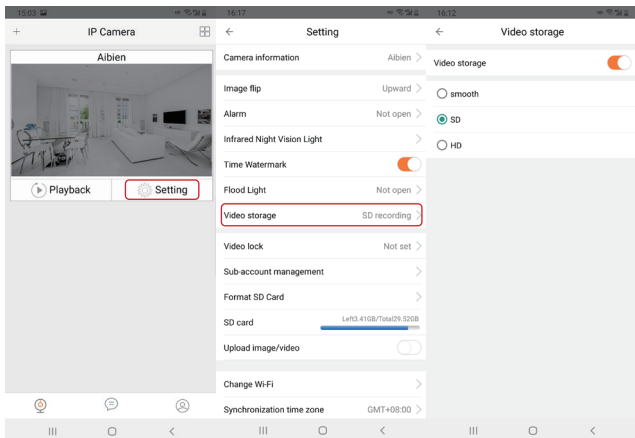 15:03
IP Camera
Aibien
Playback
Setting
16:17
Setting
Camera information Aibien
Image flip Upward
Alarm Not open
Infrared Night Vision Light
Time Watermark
Flood Light Not open
Video storage SD recording
Video lock Not set
Sub-account management
Format SD Card
SD card Left3.41GB/Total29.52GB
Upload image/video
Change Wi-Fi
Synchronization time zone GMT+08:00
16:12
Video storage
Video storage
smooth
SD
HD